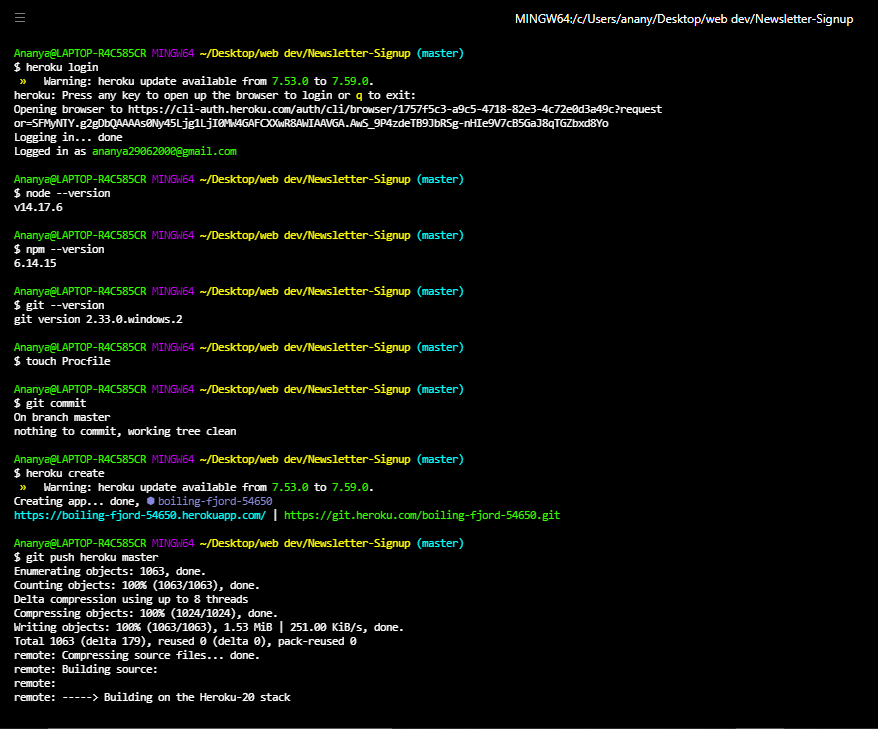 MINGW64:/c/Users/anany/Desktop/web dev/Newsletter-Signup
Ananya@LAPTOP-R4C585CR MINGW64 ~/Desktop/web dev/Newsletter-Signup (master)
$ heroku login
» Warning: heroku update available from 7.53.0 to 7.59.0.
heroku: Press any key to open up the browser to login or q to exit:
Opening browser to https://cli-auth.heroku.com/auth/cli/browser/1757f5c3-a9c5-4718-82e3-4c72e0d3a49c?request
or=SFMyNTY.g2gDbQAAAAs0Ny45Ljg1LjI0MW4GAFCXXwR8AWIAAVGA.AwS_9P4zdeTB9JbRSg-nHIe9V7cB5GaJ8qTGZbxd8Yo
Logging in... done
Logged in as ananya29062000@gmail.com
Ananya@LAPTOP-R4C585CR MINGW64 ~/Desktop/web dev/Newsletter-Signup (master)
$ node --version
v14.17.6
Ananya@LAPTOP-R4C585CR MINGW64 ~/Desktop/web dev/Newsletter-Signup (master)
$ npm --version
6.14.15
Ananya@LAPTOP-R4C585CR MINGW64 ~/Desktop/web dev/Newsletter-Signup (master)
$ git --version
git version 2.33.0.windows.2
Ananya@LAPTOP-R4C585CR MINGW64 ~/Desktop/web dev/Newsletter-Signup (master)
$ touch Procfile
Ananya@LAPTOP-R4C585CR MINGW64 ~/Desktop/web dev/Newsletter-Signup (master)
$ git commit
On branch master
nothing to commit, working tree clean
Ananya@LAPTOP-R4C585CR MINGW64 ~/Desktop/web dev/Newsletter-Signup (master)
$ heroku create
» Warning: heroku update available from 7.53.0 to 7.59.0.
Creating app... done, ⬢ boiling-fjord-54650
https://boiling-fjord-54650.herokuapp.com/ | https://git.heroku.com/boiling-fjord-54650.git
Ananya@LAPTOP-R4C585CR MINGW64 ~/Desktop/web dev/Newsletter-Signup (master)
$ git push heroku master
Enumerating objects: 1063, done.
Counting objects: 100% (1063/1063), done.
Delta compression using up to 8 threads
Compressing objects: 100% (1024/1024), done.
Writing objects: 100% (1063/1063), 1.53 MiB | 251.00 KiB/s, done.
Total 1063 (delta 179), reused 0 (delta 0), pack-reused 0
remote: Compressing source files... done.
remote: Building source:
remote:
remote: -----> Building on the Heroku-20 stack